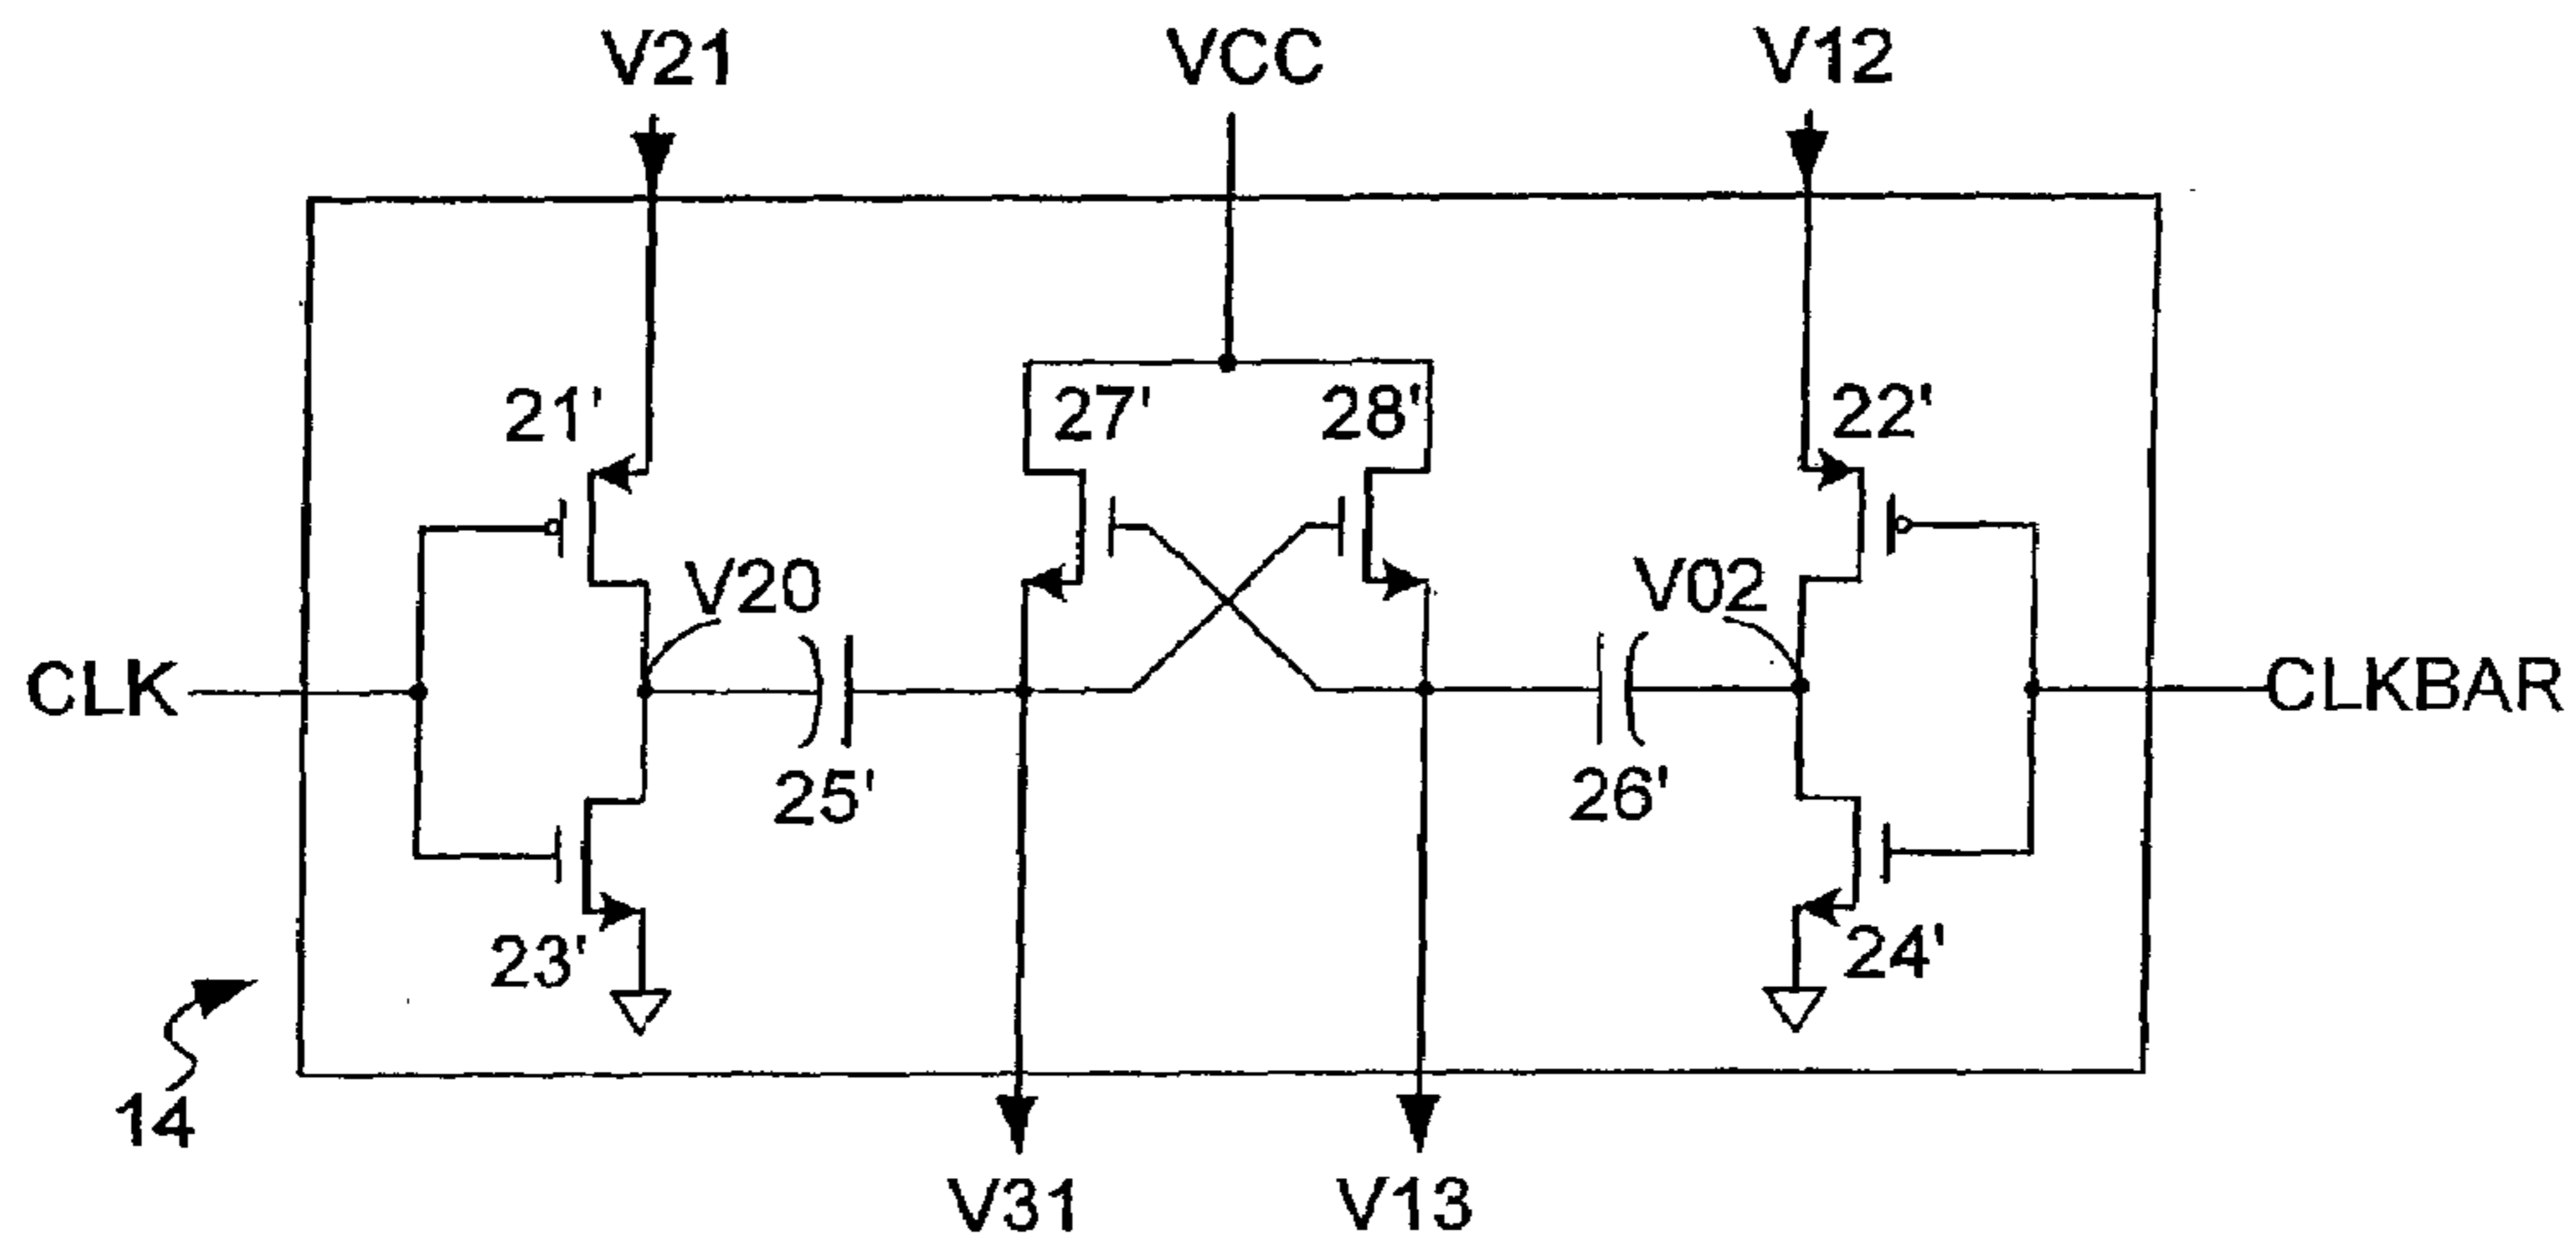 V21
VCC
V12
21'
27'
28'
22'
V20
V02
CLK
CLKBAR
25'
26'
23'
24'
14
V31
V13